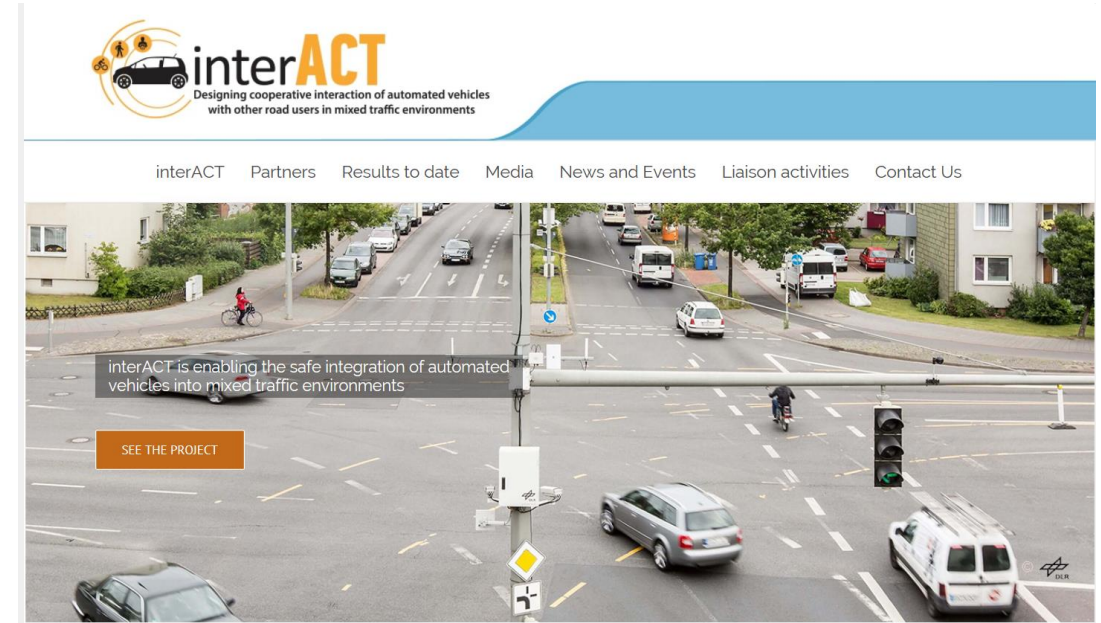 interACT
Designing cooperative interaction of automated vehicles
with other road users in mixed traffic environments
interACT
Partners
Results to date
Media
News and Events
Liaison activities
Contact Us
interACT is enabling the safe integration of automated
vehicles into mixed traffic environments
SEE THE PROJECT
DLR
©
DLR